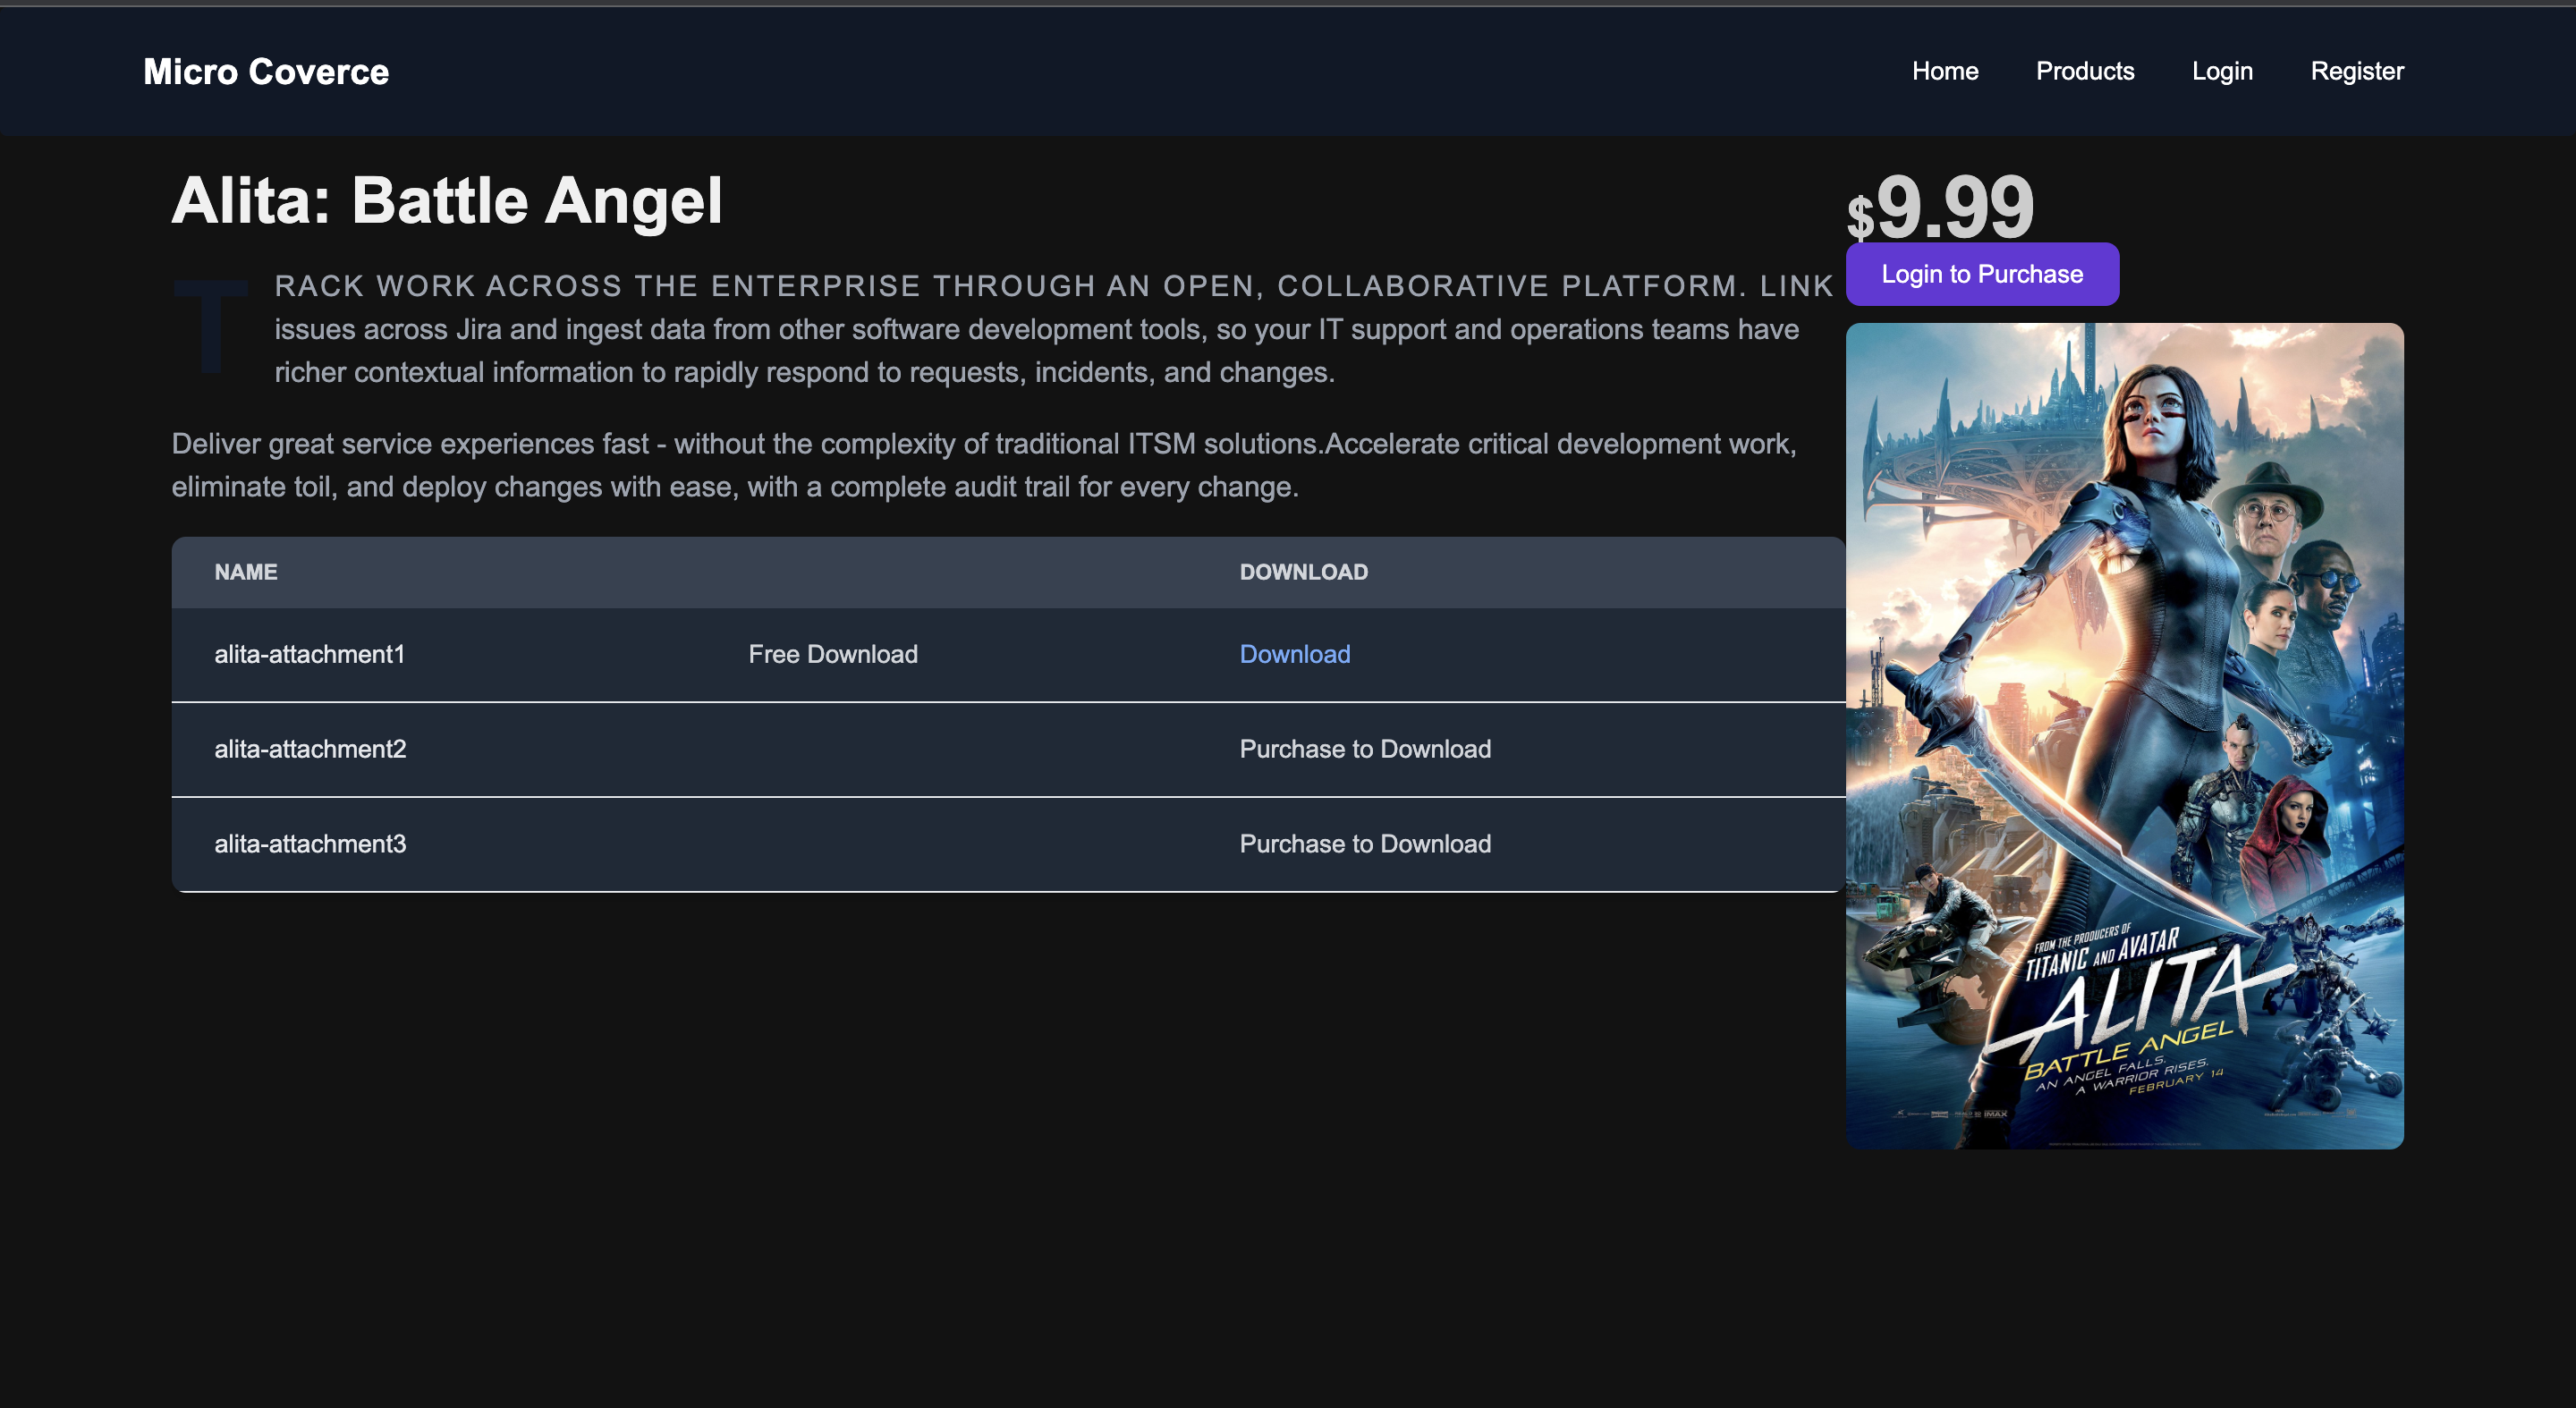 Micro Coverce
Home Products Login Register
Alita: Battle Angel
TRACK WORK ACROSS THE ENTERPRISE THROUGH AN OPEN, COLLABORATIVE PLATFORM. LINK
issues across Jira and ingest data from other software development tools, so your IT support and operations teams have
richer contextual information to rapidly respond to requests, incidents, and changes.
Deliver great service experiences fast - without the complexity of traditional ITSM solutions.Accelerate critical development work,
eliminate toil, and deploy changes with ease, with a complete audit trail for every change.
NAME DOWNLOAD
alita-attachment1 Free Download Download
alita-attachment2 Purchase to Download
alita-attachment3 Purchase to Download
$9.99
Login to Purchase
FROM THE PRODUCERS OF
TITANIC AND AVATAR
ALITA
BATTLE ANGEL
AN ANGEL FALLS.
A WARRIOR RISES.
FEBRUARY 14
IMAX